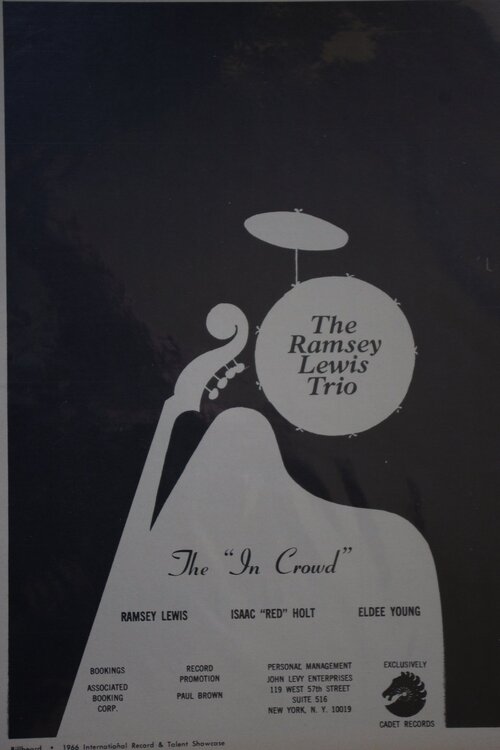 The
Ramsey
Lewis
Trio
The "In Crowd"
RAMSEY LEWIS
ISAAC "RED" HOLT
ELDEE YOUNG
BOOKINGS
ASSOCIATED
BOOKING
CORP.
RECORD
PROMOTION
PAUL BROWN
PERSONAL MANAGEMENT
JOHN LEVY ENTERPRISES
119 WEST 57th STREET
SUITE 516
NEW YORK, N. Y. 10019
EXCLUSIVELY
CADET RECORDS
Billboard • 1966 International Record & Talent Showcase